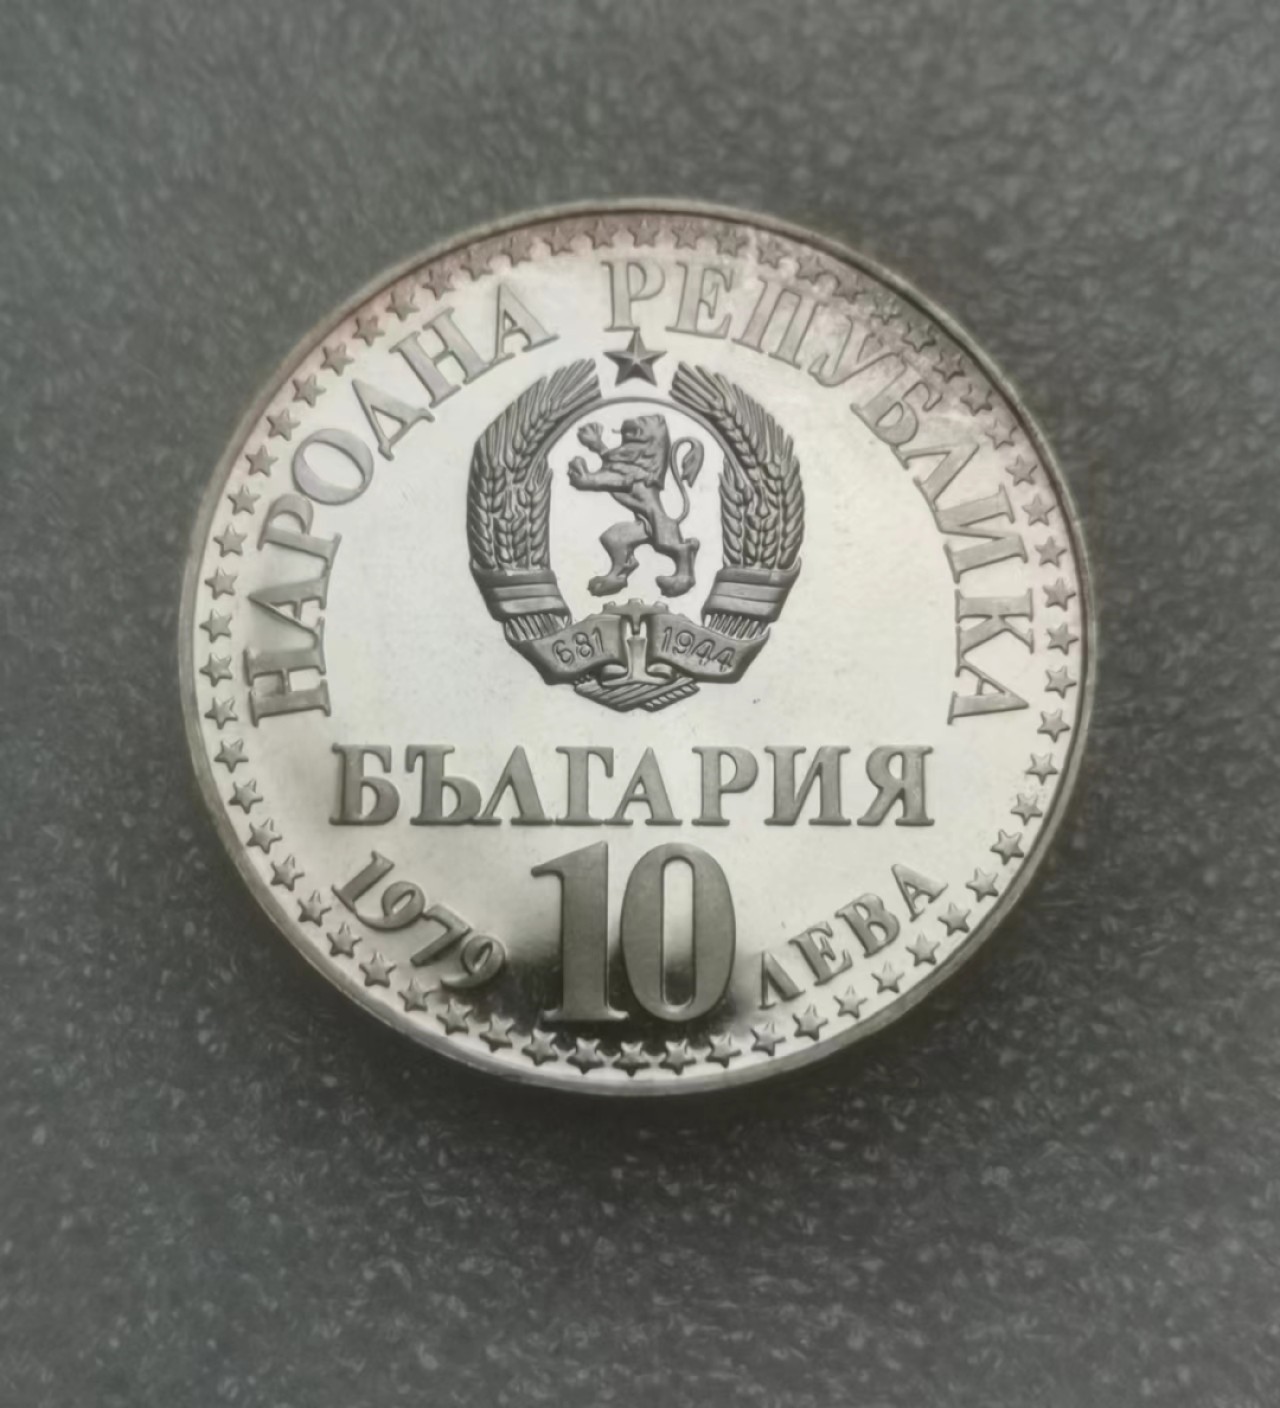 НАРОДНА РЕПУБЛИКА
681 1944
БЪЛГАРИЯ
1979 10 ЛЕВА